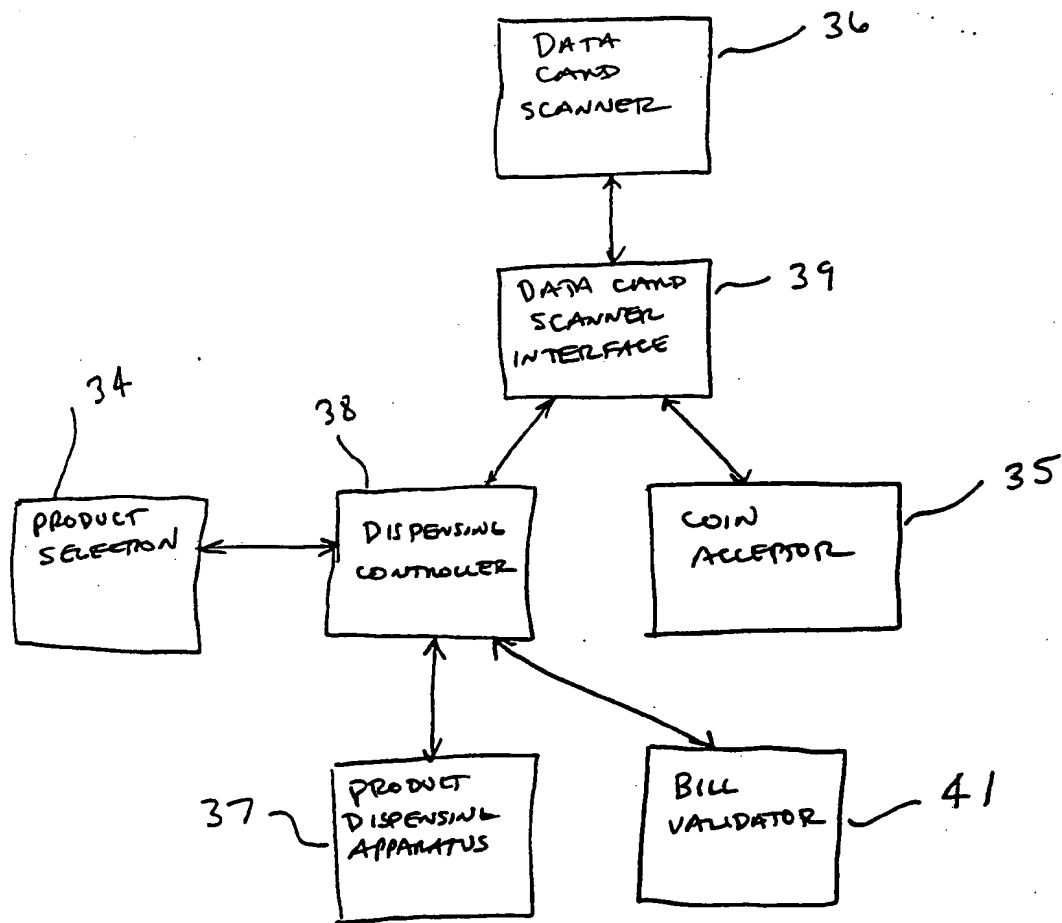 DATA
CARD
SCANNER
36
DATA CARD
SCANNER
INTERFACE
39
34
38
PRODUCT
SELECTION
DISPENSING
CONTROLLER
COIN
ACCEPTOR
35
37
PRODUCT
DISPENSING
APPARATUS
BILL
VALIDATOR
41